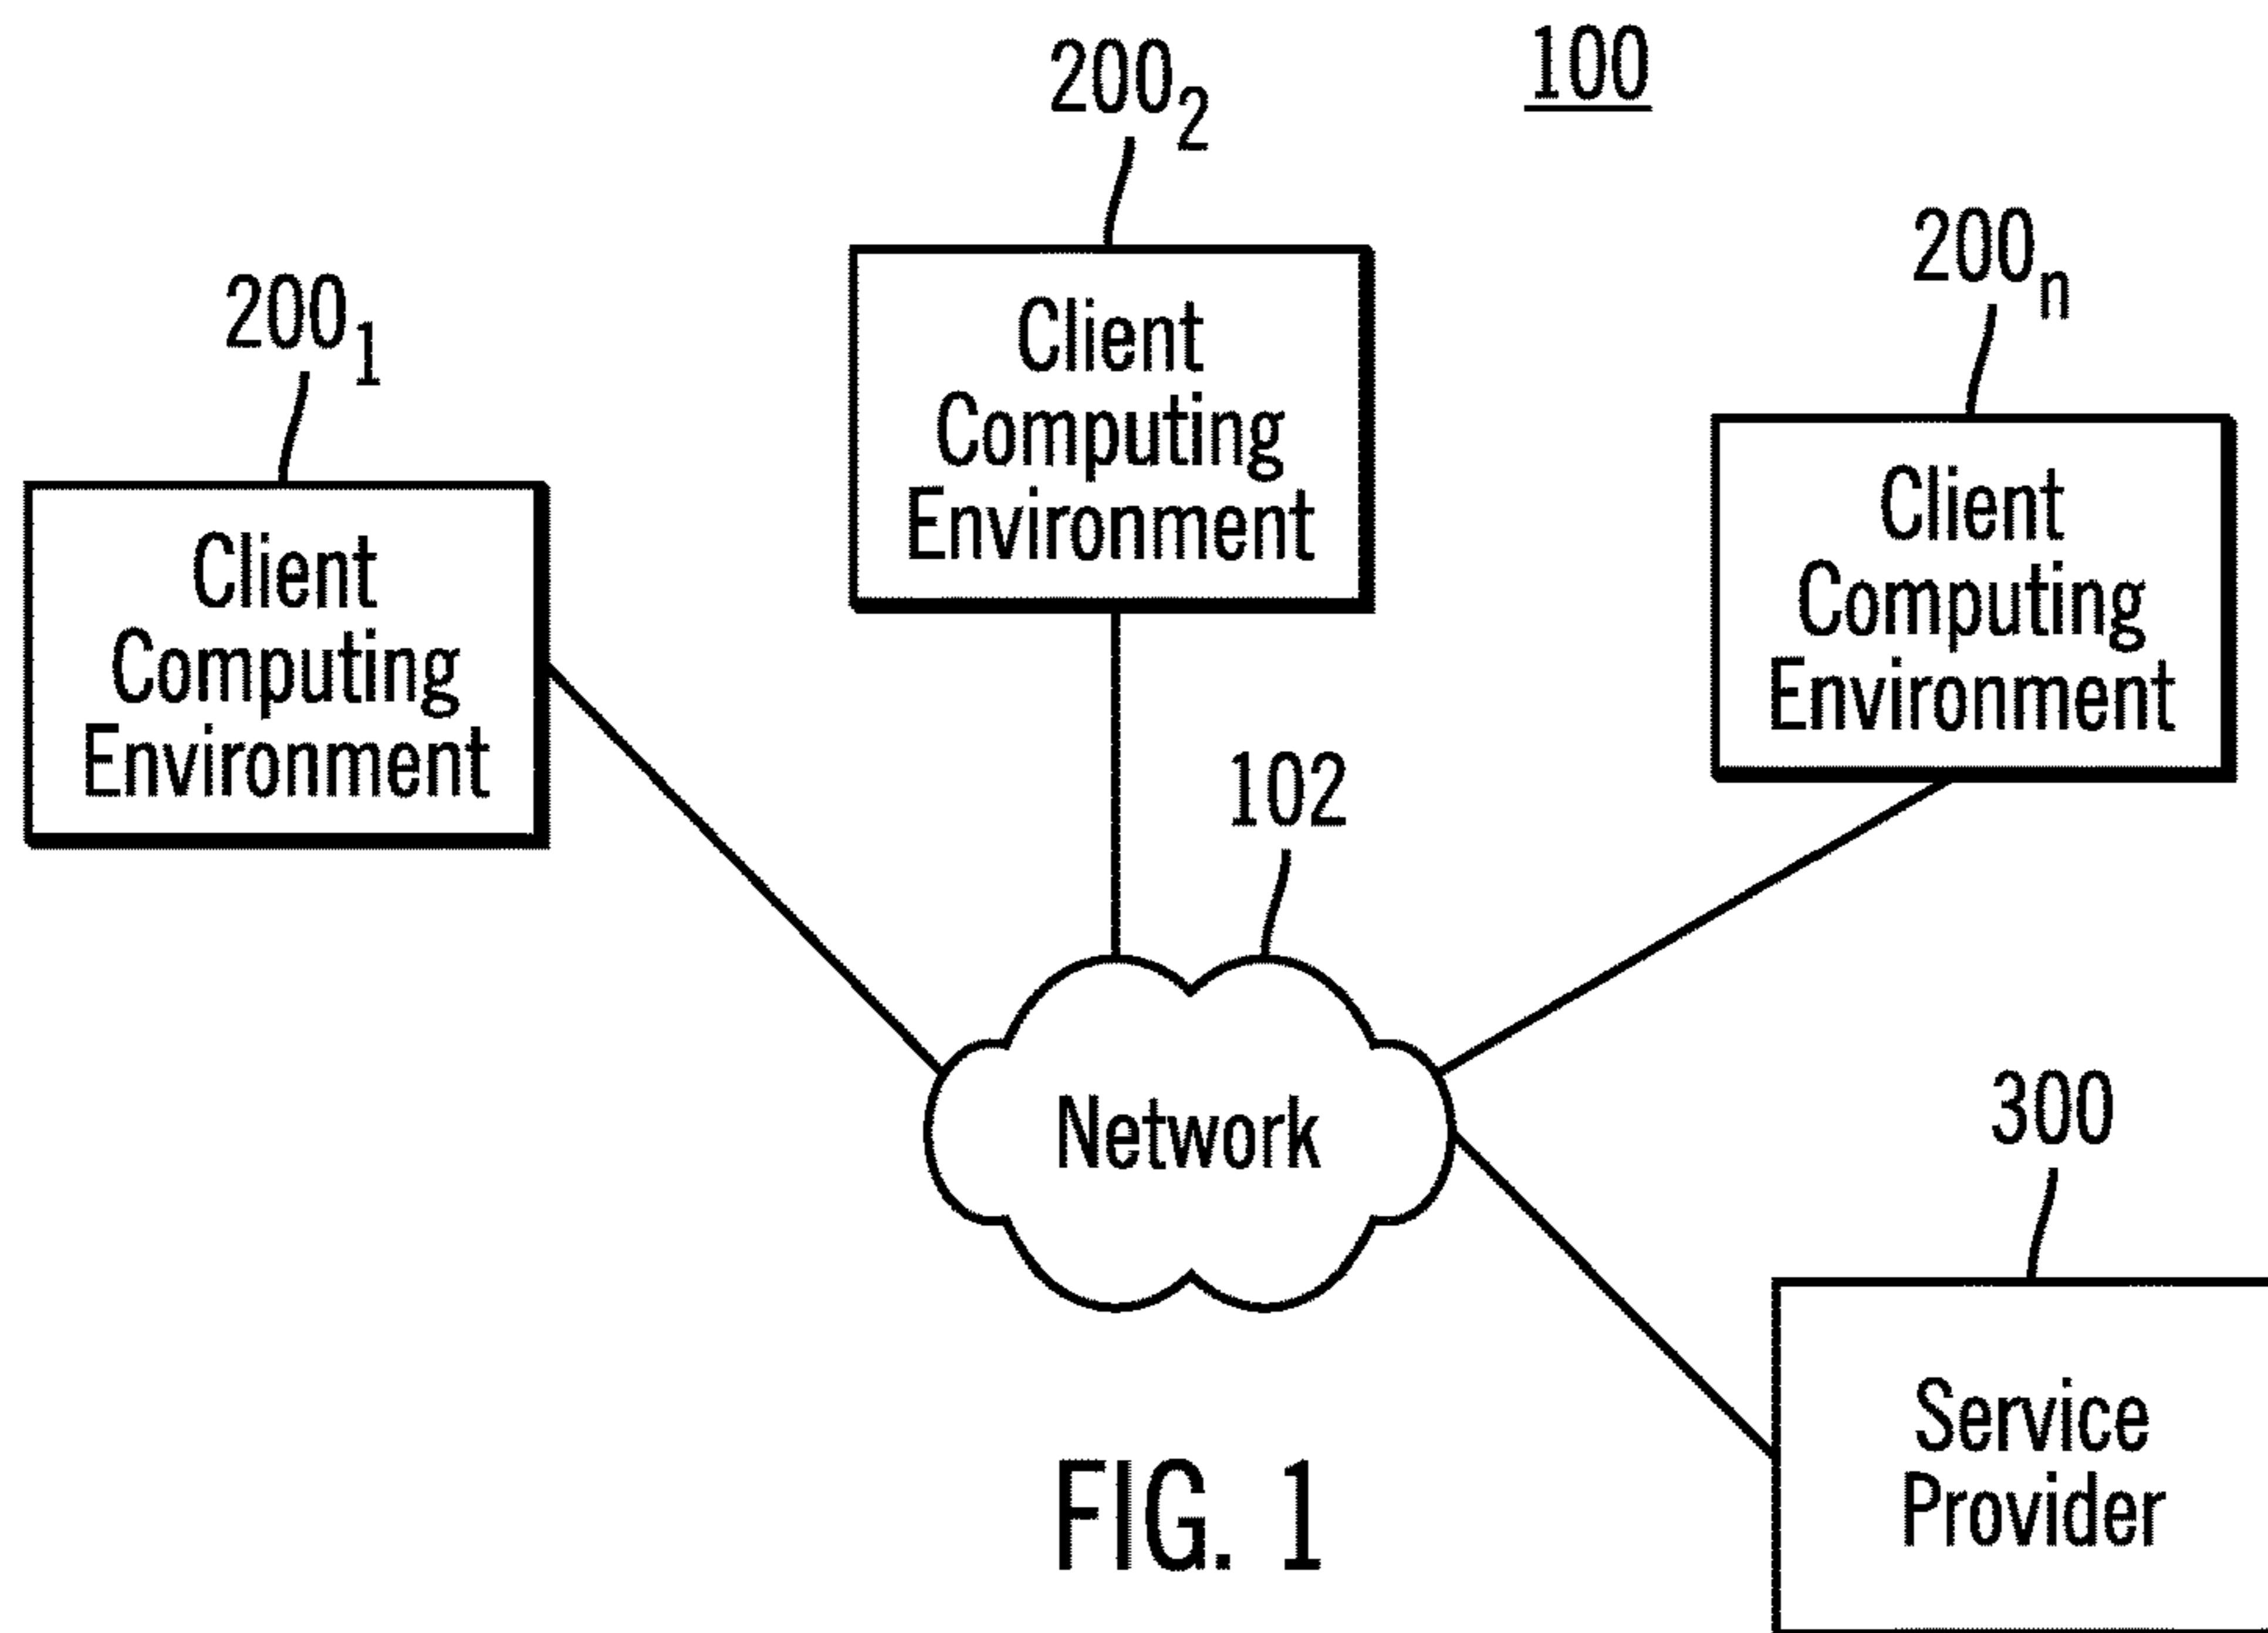 100
200₂
200ₙ
200₁
Client
Computing
Environment
Client
Computing
Environment
Client
Computing
Environment
102
Network
300
Service
Provider
FIG. 1